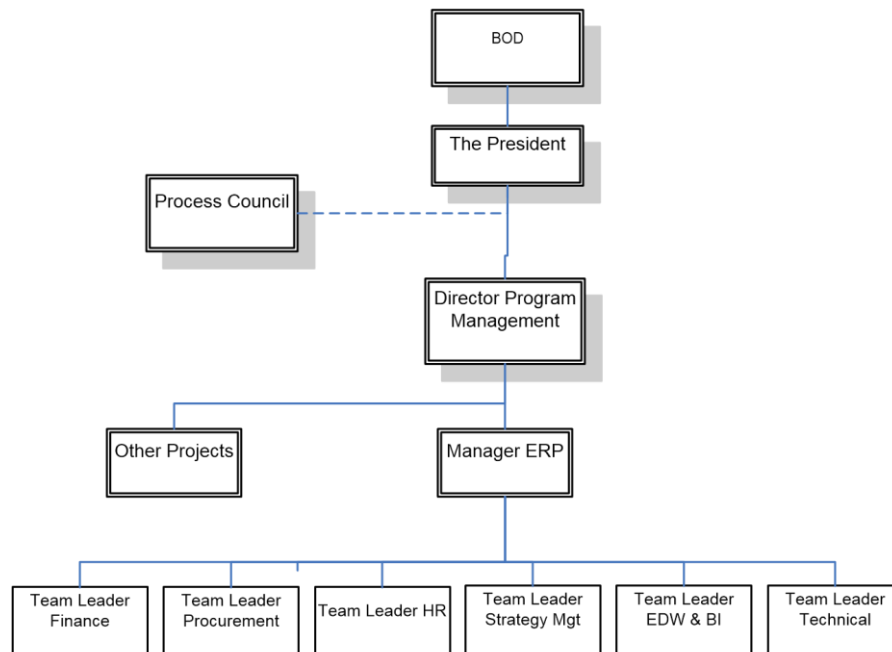 BOD
The President
Process Council
Director Program
Management
Other Projects
Manager ERP
Team Leader
Finance
Team Leader
Procurement
Team Leader HR
Team Leader
Strategy Mgt
Team Leader
EDW & BI
Team Leader
Technical